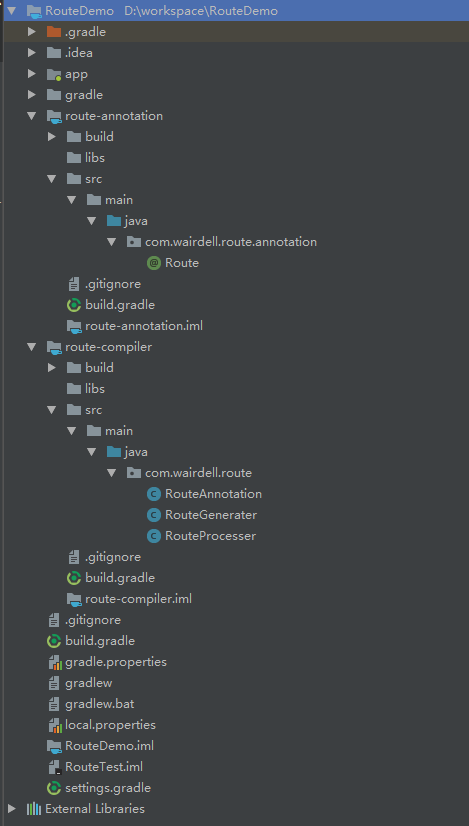 RouteDemo D:\workspace\RouteDemo
.gradle
.idea
app
gradle
route-annotation
build
libs
src
main
java
com.wairdell.route.annotation
Route
.gitignore
build.gradle
route-annotation.iml
route-compiler
build
libs
src
main
java
com.wairdell.route
RouteAnnotation
RouteGenerater
RouteProcesser
.gitignore
build.gradle
route-compiler.iml
.gitignore
build.gradle
gradle.properties
gradlew
gradlew.bat
local.properties
RouteDemo.iml
RouteTest.iml
settings.gradle
External Libraries